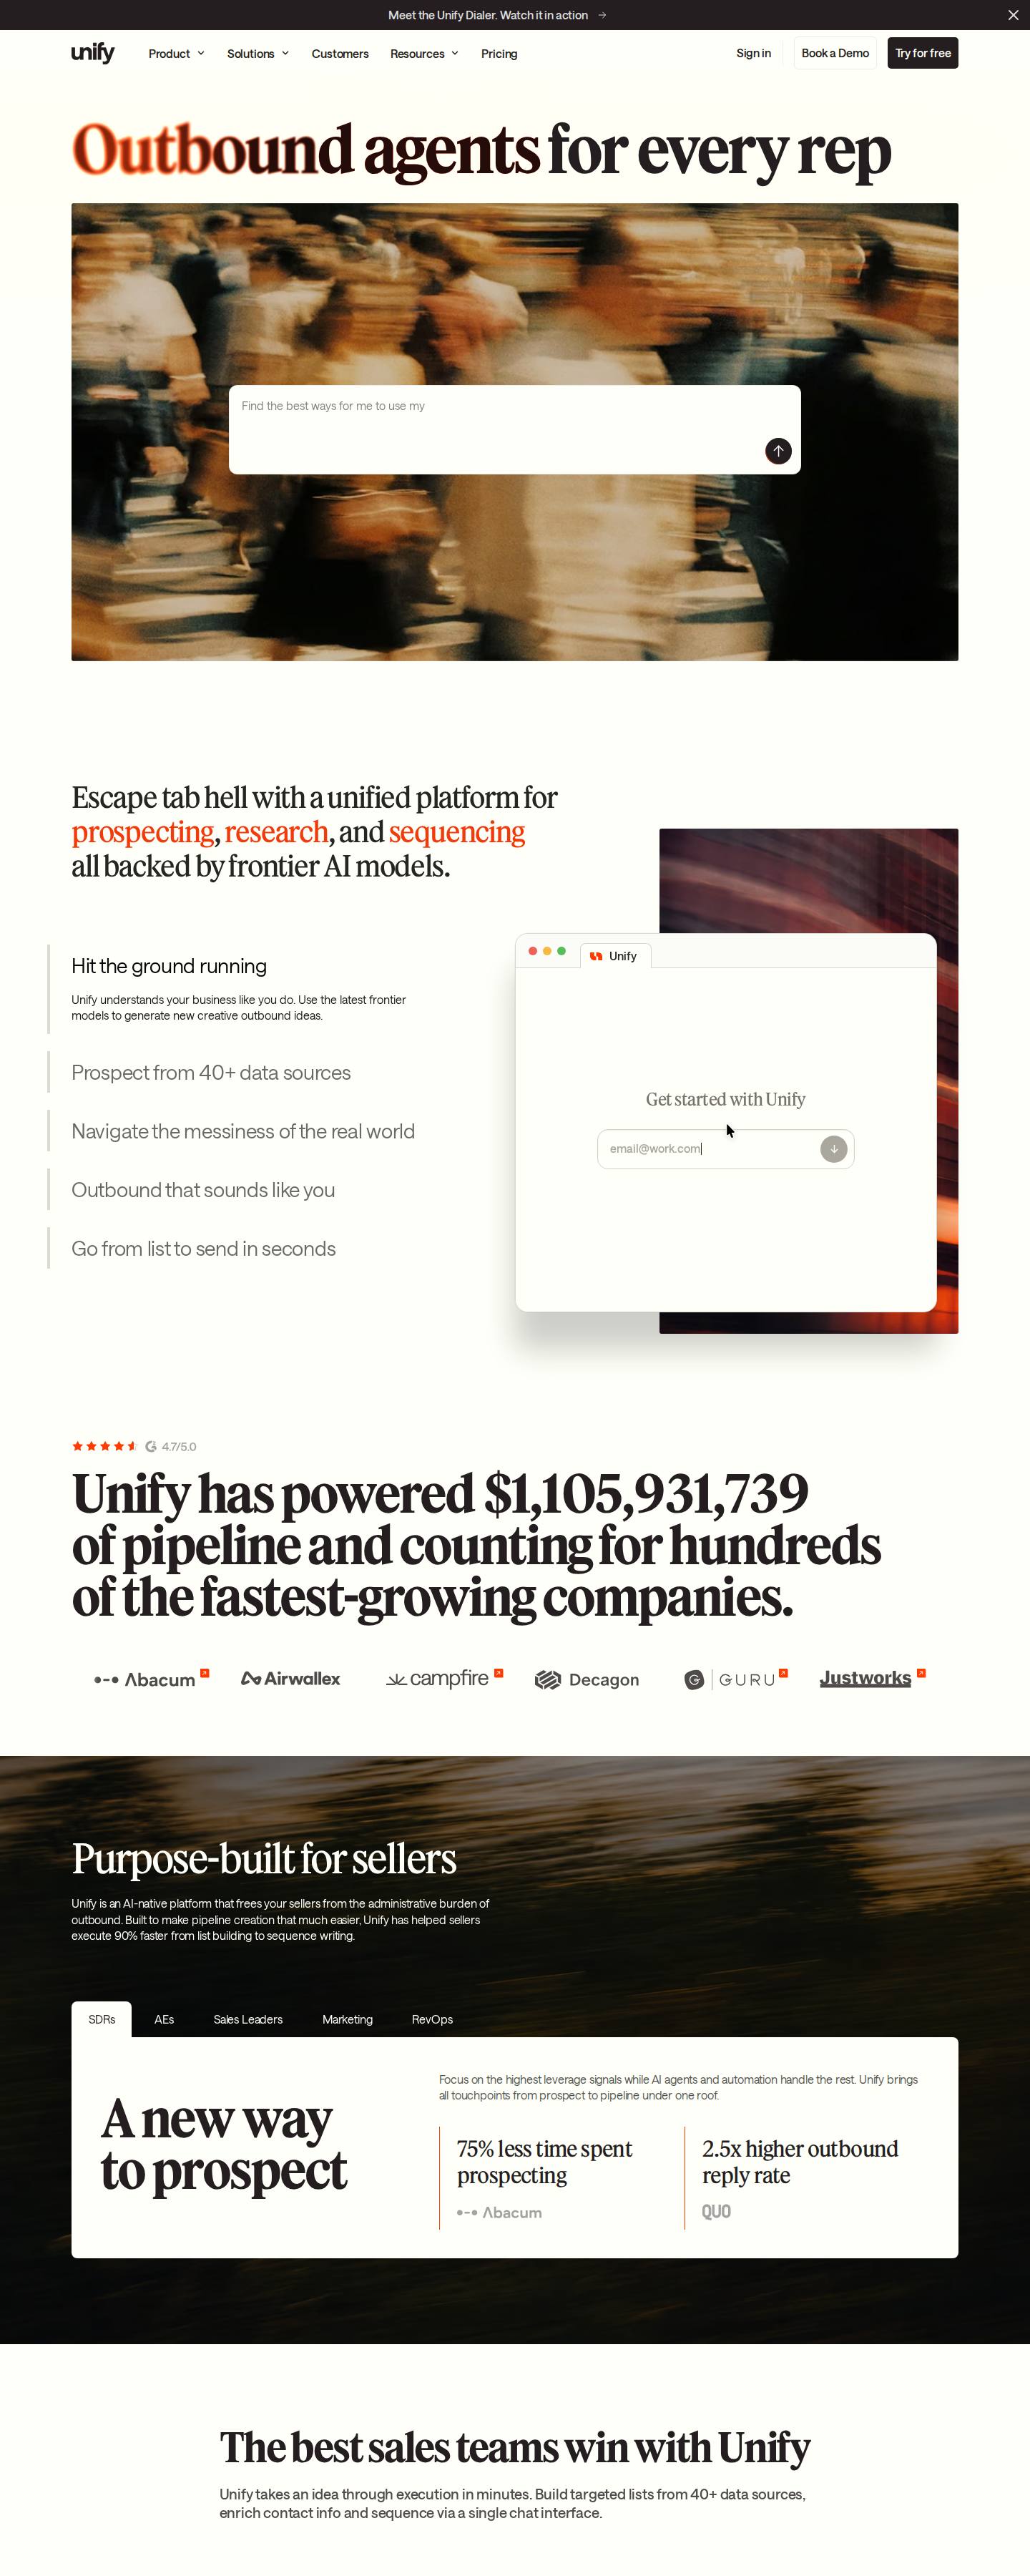 Meet the Unify Dialer. Watch it in action →
unify
Product
Solutions
Customers
Resources
Pricing
Sign in
Book a Demo
Try for free
Outbound agents for every rep
Find the best ways for me to use my
Escape tab hell with a unified platform for
prospecting, research, and sequencing
all backed by frontier AI models.
Hit the ground running
Unify understands your business like you do. Use the latest frontier
models to generate new creative outbound ideas.
Prospect from 40+ data sources
Navigate the messiness of the real world
Outbound that sounds like you
Go from list to send in seconds
Unify
Get started with Unify
email@work.com
4.7/5.0
Unify has powered $1,105,931,739
of pipeline and counting for hundreds
of the fastest-growing companies.
Abacum
Airwallex
campfire
Decagon
G | GURU
Justworks
Purpose-built for sellers
Unify is an AI-native platform that frees your sellers from the administrative burden of
outbound. Built to make pipeline creation that much easier, Unify has helped sellers
execute 90% faster from list building to sequence writing.
SDRs
AEs
Sales Leaders
Marketing
RevOps
A new way
to prospect
Focus on the highest leverage signals while AI agents and automation handle the rest. Unify brings
all touchpoints from prospect to pipeline under one roof.
75% less time spent
prospecting
Abacum
2.5x higher outbound
reply rate
QUO
The best sales teams win with Unify
Unify takes an idea through execution in minutes. Build targeted lists from 40+ data sources,
enrich contact info and sequence via a single chat interface.